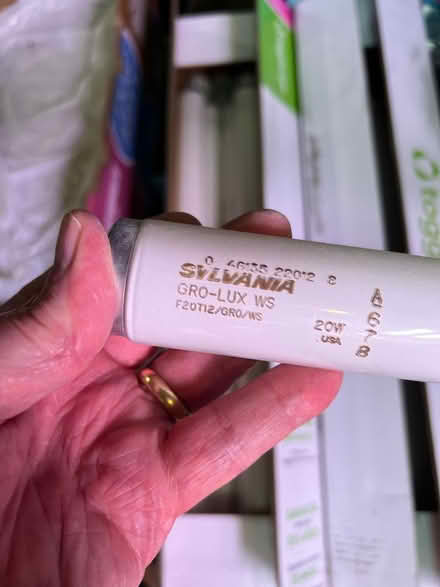 0 46135 22012 8
SYLVANIA
GRO-LUX WS
F20T12/GRO/WS
20W
USA
A
6
7
8